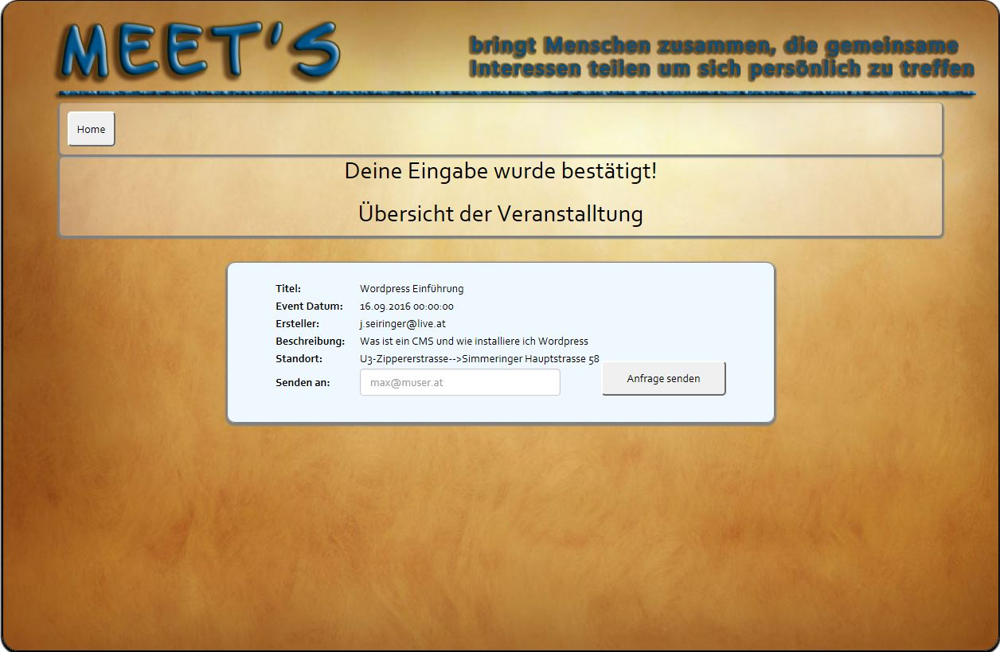 MEET'S
bringt Menschen zusammen, die gemeinsame
Interessen teilen um sich persönlich zu treffen
Home
Deine Eingabe wurde bestätigt!
Übersicht der Veranstalltung
Titel: Wordpress Einführung
Event Datum: 16.09.2016 00:00:00
Ersteller: j.seiringer@live.at
Beschreibung: Was ist ein CMS und wie installiere ich Wordpress
Standort: U3-Zippererstrasse-->Simmeringer Hauptstrasse 58
Senden an: max@muser.at Anfrage senden